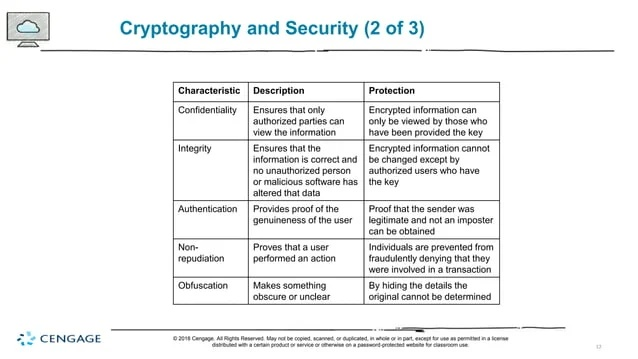 Cryptography and Security (2 of 3)
Characteristic Description Protection
Confidentiality Ensures that only Encrypted information can
authorized parties can only be viewed by those who
view the information have been provided the key
Integrity Ensures that the Encrypted information cannot
information is correct and be changed except by
no unauthorized person authorized users who have
or malicious software has the key
altered that data
Authentication Provides proof of the Proof that the sender was
genuineness of the user legitimate and not an imposter
can be obtained
Non- Proves that a user Individuals are prevented from
repudiation performed an action fraudulently denying that they
were involved in a transaction
Obfuscation Makes something By hiding the details the
obscure or unclear original cannot be determined
CENGAGE
© 2018 Cengage. All Rights Reserved. May not be copied, scanned, or duplicated, in whole or in part, except for use as permitted in a license
distributed with a certain product or service or otherwise on a password-protected website for classroom use.